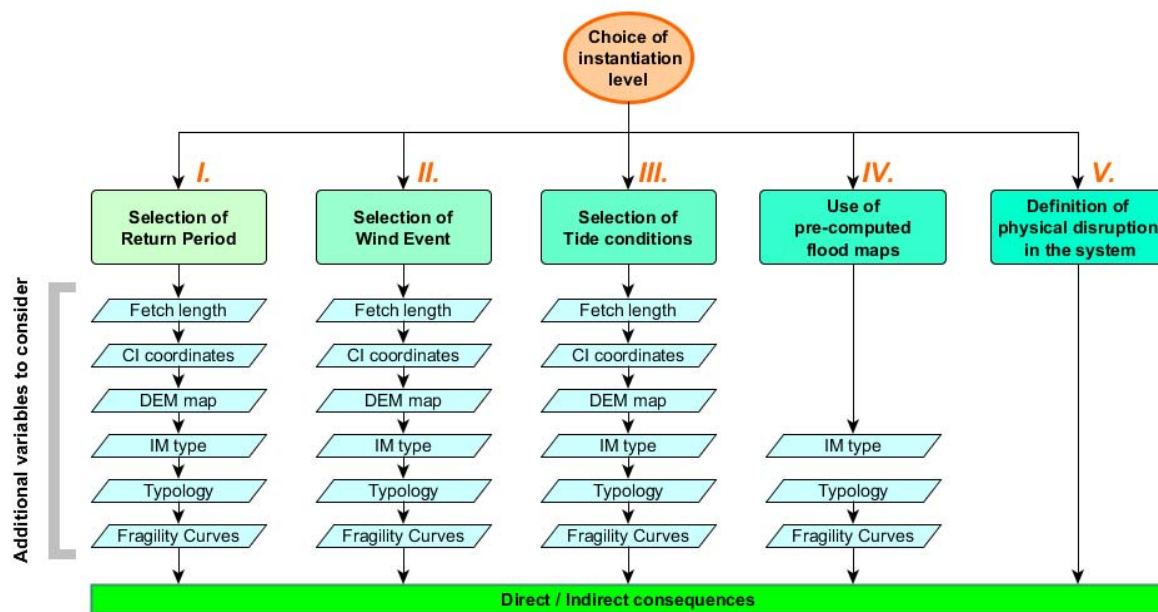 Choice of
instantiation
level
I.
II.
III.
IV.
V.
Selection of
Return Period
Selection of
Wind Event
Selection of
Tide conditions
Use of
pre-computed
flood maps
Definition of
physical disruption
in the system
Additional variables to consider
Fetch length
CI coordinates
DEM map
IM type
Typology
Fragility Curves
Fetch length
CI coordinates
DEM map
IM type
Typology
Fragility Curves
Fetch length
CI coordinates
DEM map
IM type
Typology
Fragility Curves
IM type
Typology
Fragility Curves
Direct / Indirect consequences